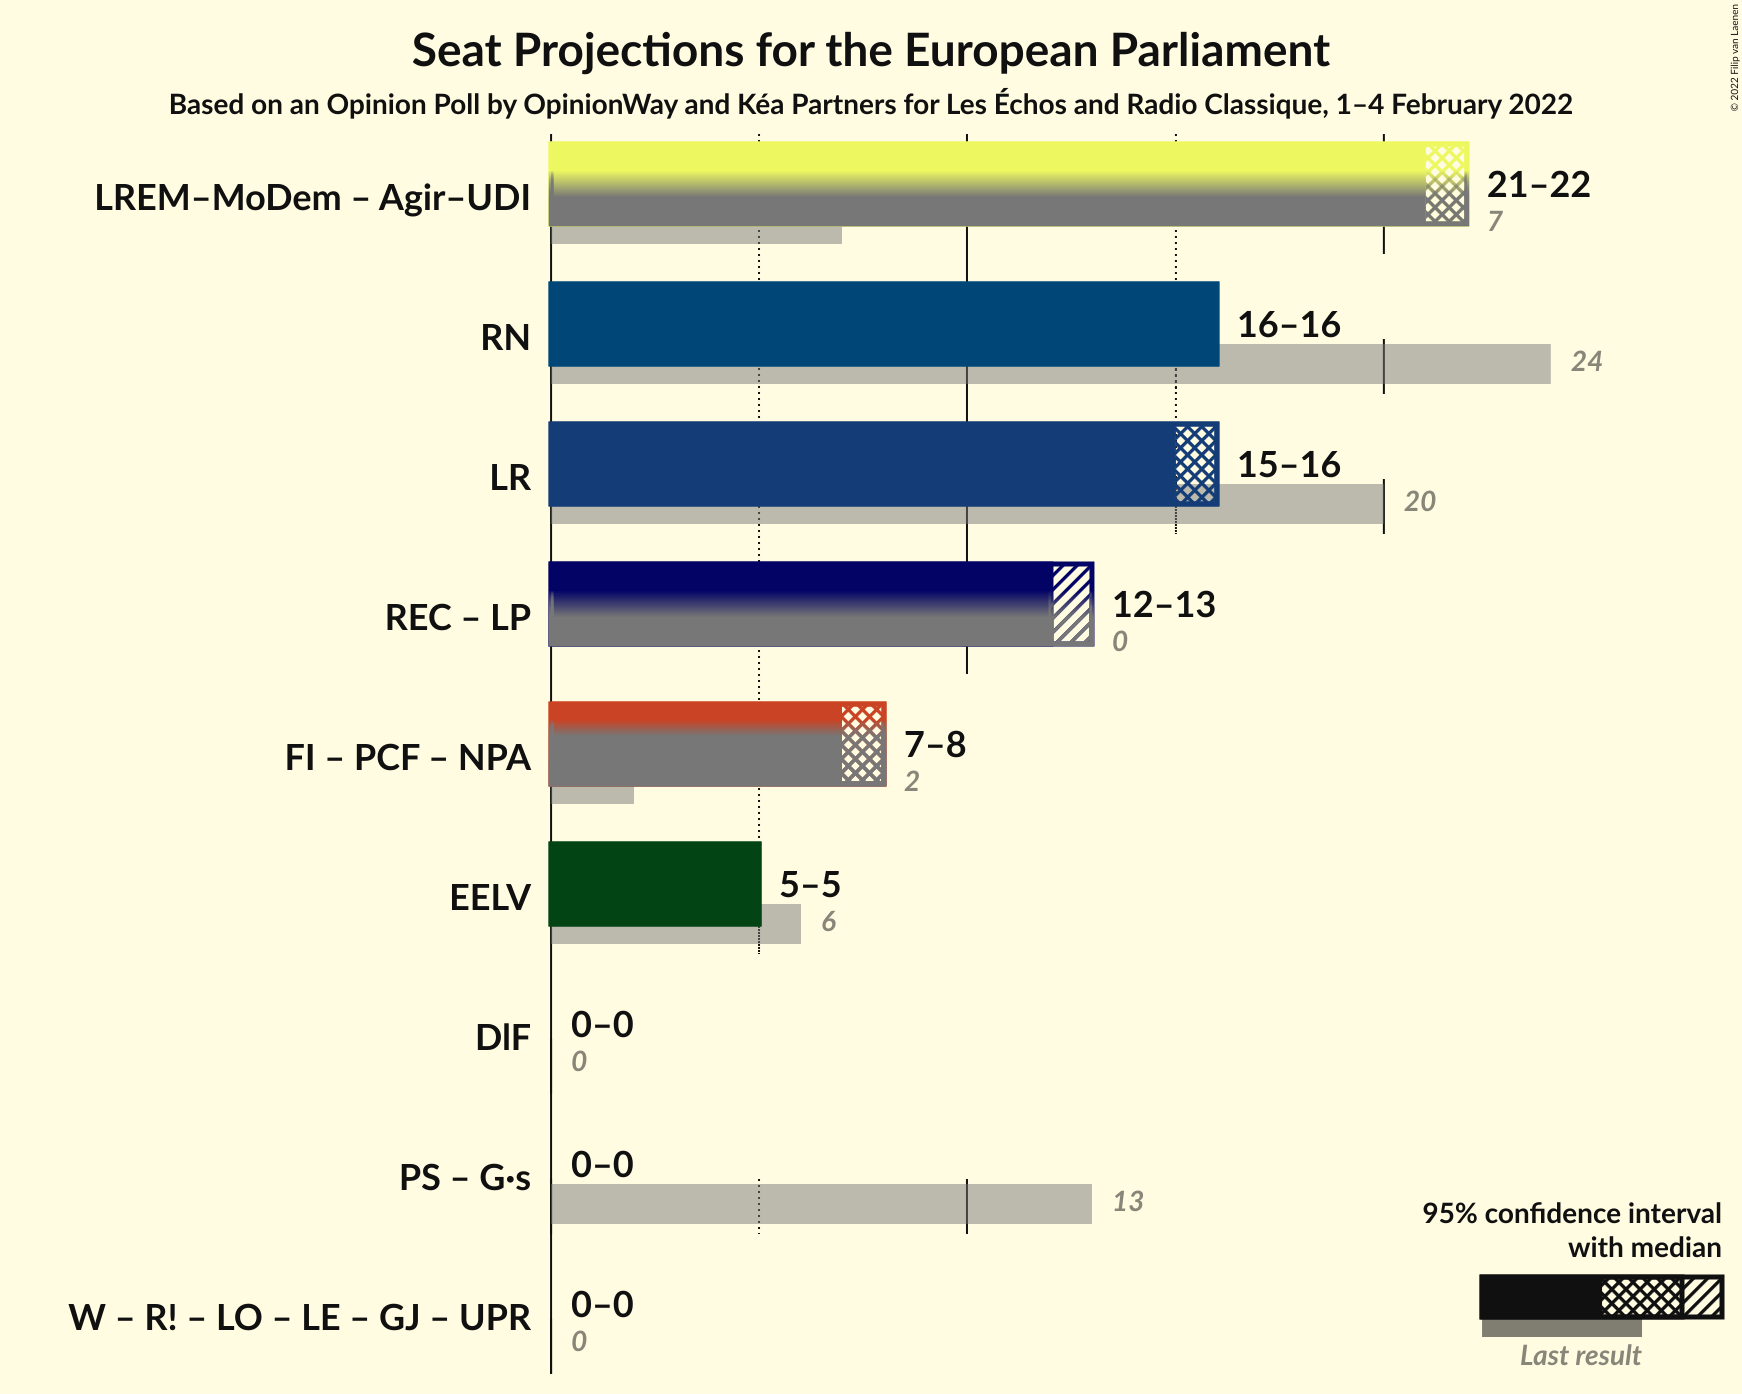 Seat Projections for the European Parliament
Based on an Opinion Poll by OpinionWay and Kéa Partners for Les Échos and Radio Classique, 1–4 February 2022
© 2022 Filip van Laenen
LREM–MoDem – Agir–UDI
21–22
7
RN
16–16
24
LR
15–16
20
REC – LP
12–13
0
FI – PCF – NPA
7–8
2
EELV
5–5
6
DlF
0–0
0
PS – G·s
0–0
13
W – R! – LO – LE – GJ – UPR
0–0
0
95% confidence interval
with median
Last result